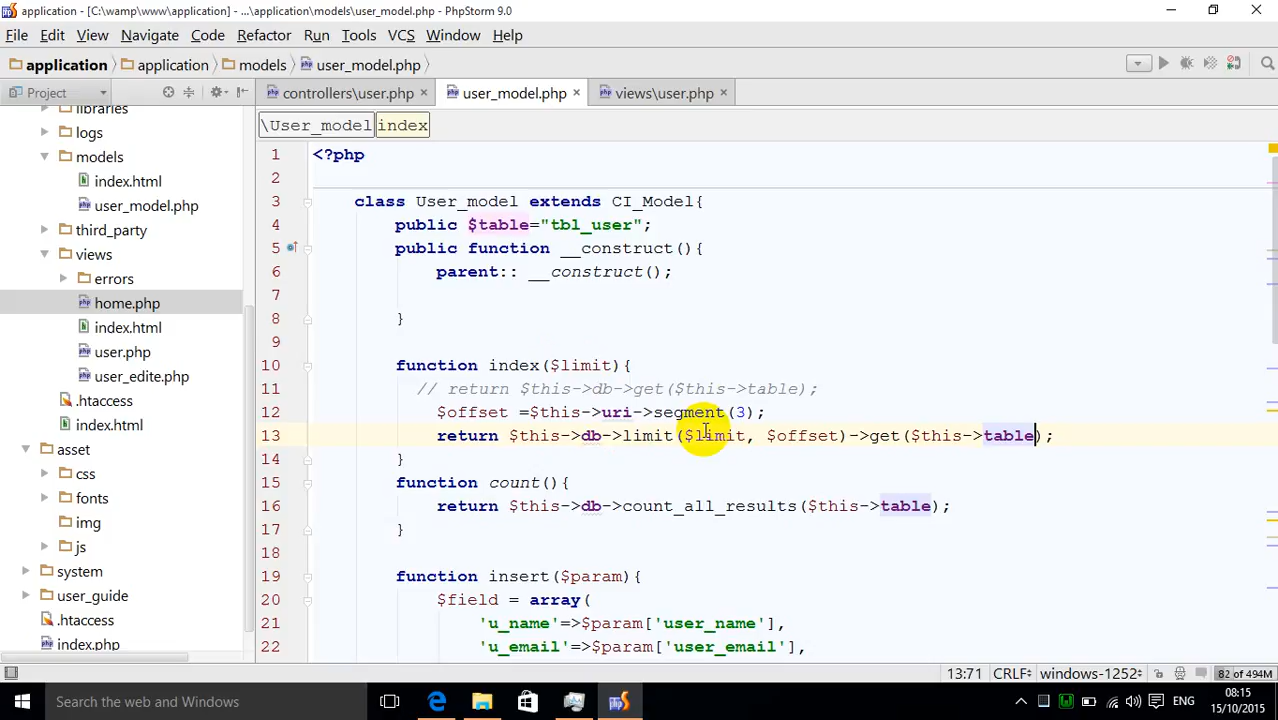 application - [C:\wamp\www\application] - ...\application\models\user_model.php - PhpStorm 9.0
File Edit View Navigate Code Refactor Run Tools VCS Window Help
application application models user_model.php
Project controllers\user.php user_model.php views\user.php
\User_model index
libraries
logs
models
index.html
user_model.php
third_party
views
errors
home.php
index.html
user.php
user_edite.php
.htaccess
index.html
asset
css
fonts
img
js
system
user_guide
.htaccess
index.php
1 <?php
2
3 class User_model extends CI_Model{
4 public $table="tbl_user";
5 public function __construct(){
6 parent:: __construct();
7
8 }
9
10 function index($limit){
11 // return $this->db->get($this->table);
12 $offset =$this->uri->segment(3);
13 return $this->db->limit($limit, $offset)->get($this->table);
14 }
15 function count(){
16 return $this->db->count_all_results($this->table);
17 }
18
19 function insert($param){
20 $field = array(
21 'u_name'=>$param['user_name'],
22 'u_email'=>$param['user_email'],
13:71 CRLF windows-1252 82 of 494M
Search the web and Windows
ENG
08:15
15/10/2015